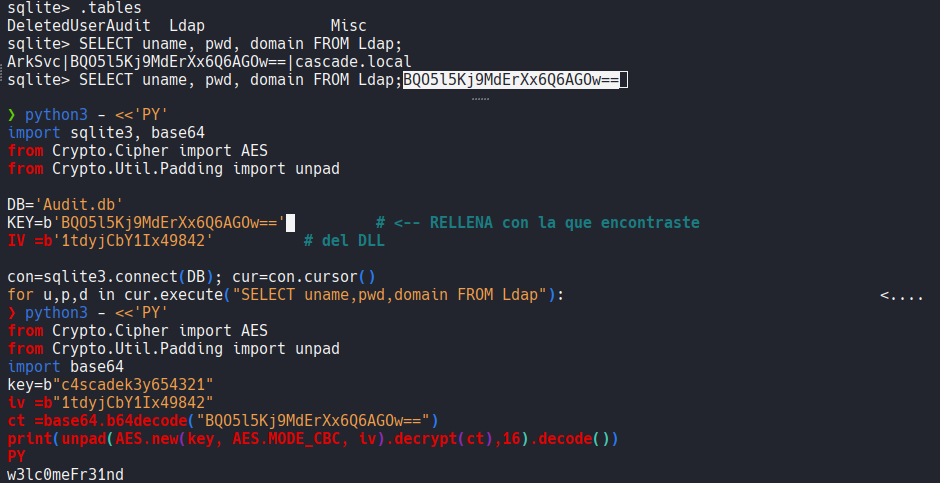 sqlite> .tables
DeletedUserAudit  Ldap              Misc
sqlite> SELECT uname, pwd, domain FROM Ldap;
ArkSvc|BQO5l5Kj9MdErXx6Q6AGOw==|cascade.local
sqlite> SELECT uname, pwd, domain FROM Ldap;BQO5l5Kj9MdErXx6Q6AGOw==
❯ python3 - <<'PY'
import sqlite3, base64
from Crypto.Cipher import AES
from Crypto.Util.Padding import unpad
DB='Audit.db'
KEY=b'BQO5l5Kj9MdErXx6Q6AGOw=='          # <-- RELLENA con la que encontraste
IV =b'1tdyjCbY1Ix49842'          # del DLL
con=sqlite3.connect(DB); cur=con.cursor()
for u,p,d in cur.execute("SELECT uname,pwd,domain FROM Ldap"):                                   <....
❯ python3 - <<'PY'
from Crypto.Cipher import AES
from Crypto.Util.Padding import unpad
import base64
key=b"c4scadek3y654321"
iv =b"1tdyjCbY1Ix49842"
ct =base64.b64decode("BQO5l5Kj9MdErXx6Q6AGOw==")
print(unpad(AES.new(key, AES.MODE_CBC, iv).decrypt(ct),16).decode())
PY
w3lc0meFr31nd